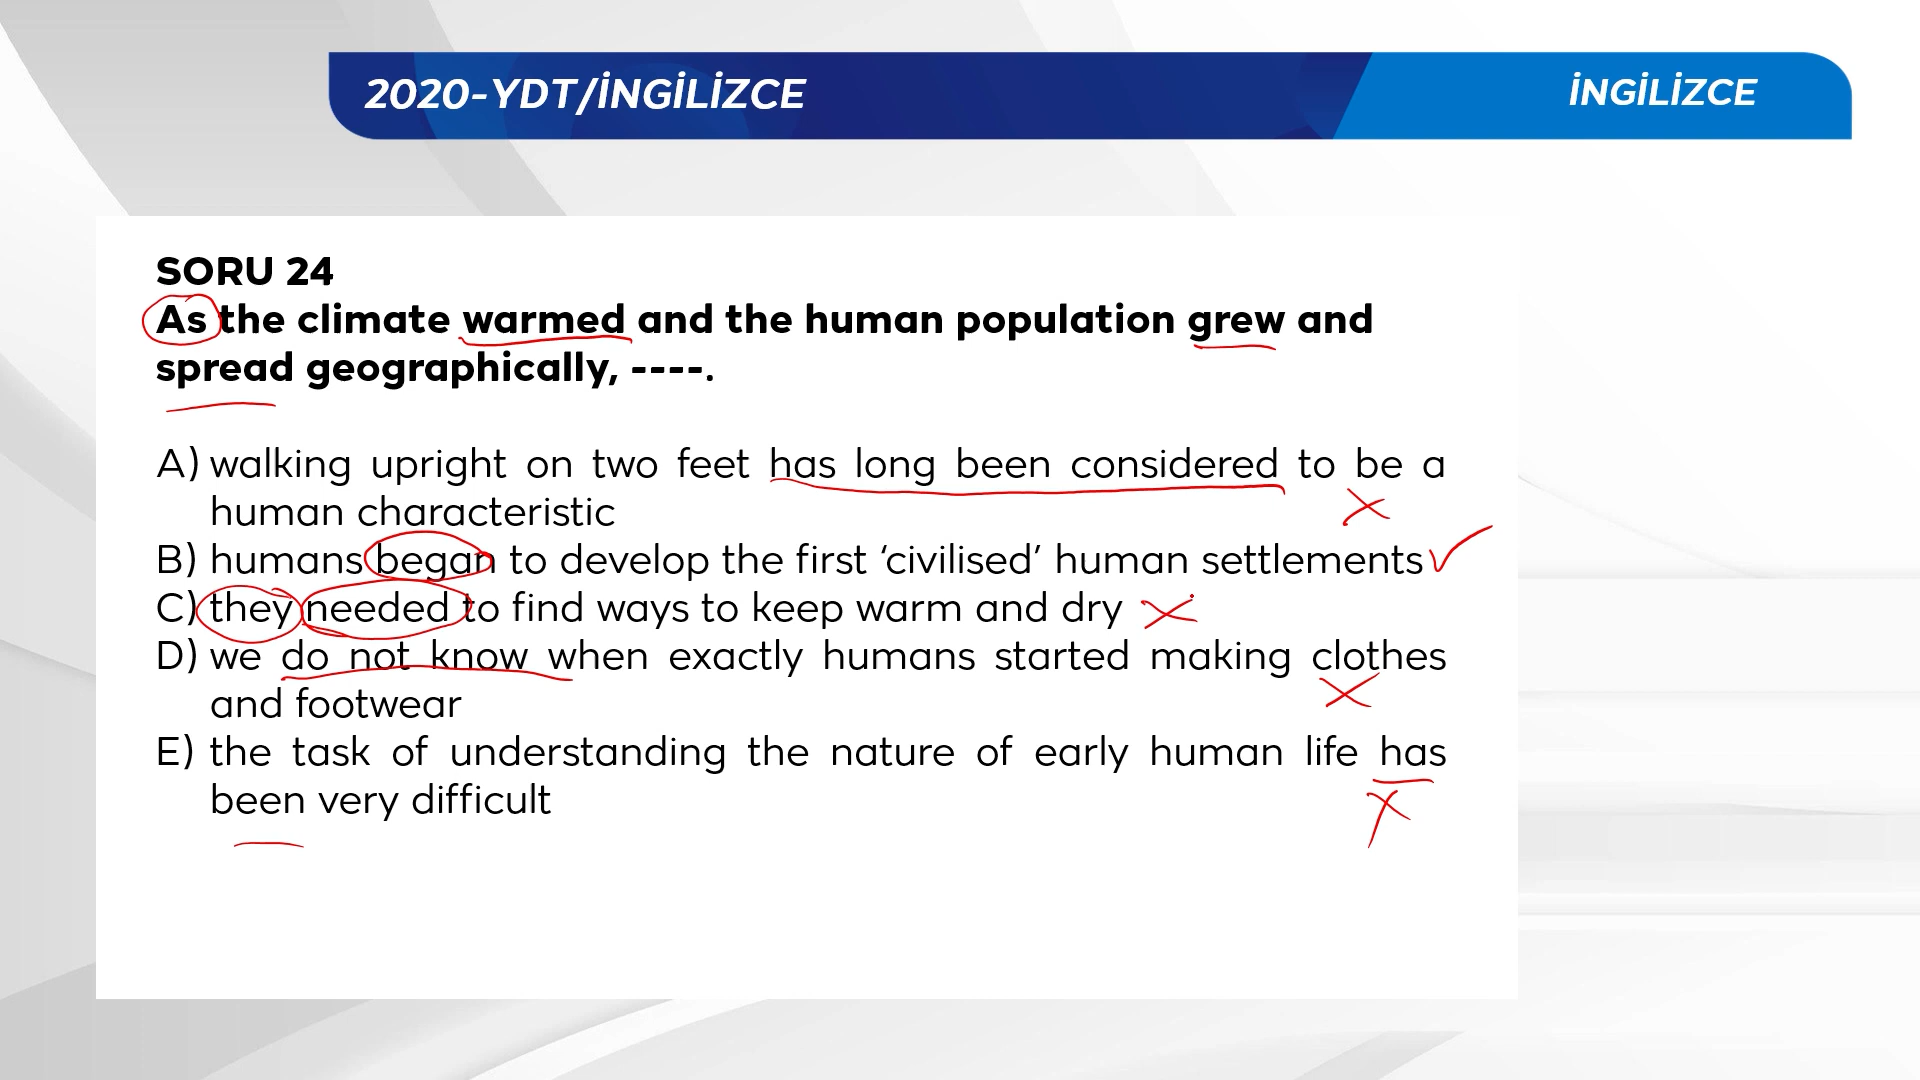 2020-YDT/İNGİLİZCE
İNGİLİZCE
SORU 24
As the climate warmed and the human population grew and
spread geographically, ----.
A) walking upright on two feet has long been considered to be a
human characteristic
B) humans began to develop the first ‘civilised’ human settlements
C) they needed to find ways to keep warm and dry
D) we do not know when exactly humans started making clothes
and footwear
E) the task of understanding the nature of early human life has
been very difficult